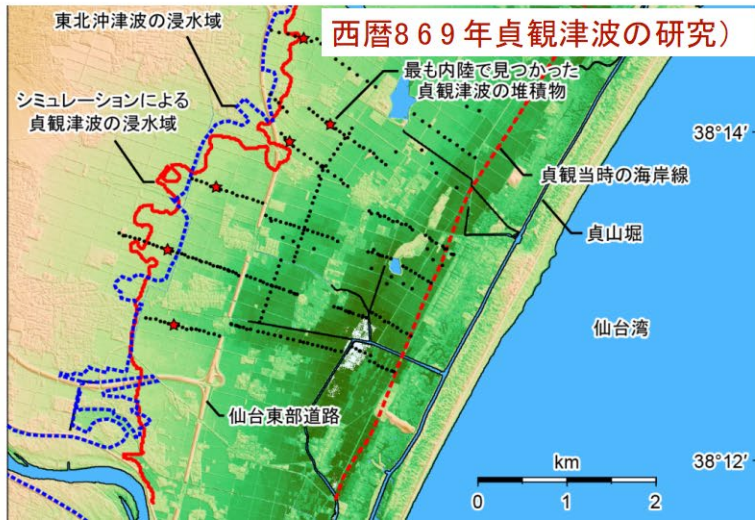 西暦869年貞観津波の研究）
東北沖津波の浸水域
シミュレーションによる
貞観津波の浸水域
最も内陸で見つかった
貞観津波の堆積物
38°14'
貞観当時の海岸線
貞山堀
仙台湾
仙台東部道路
38°12'
km
0 1 2